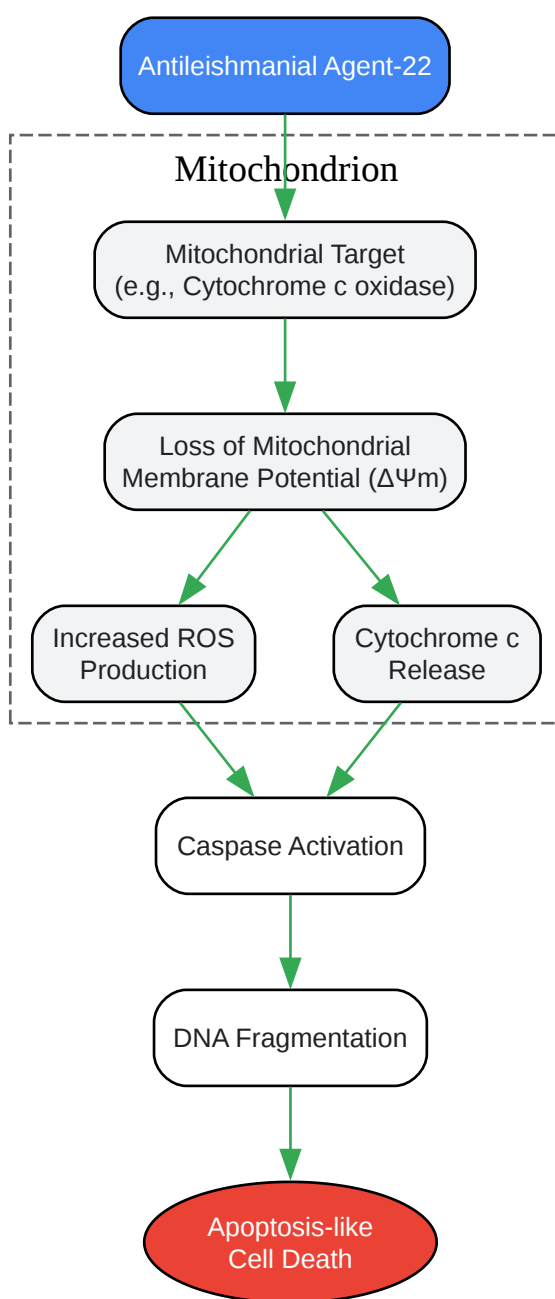 Antileishmanial Agent-22
Mitochondrion
Mitochondrial Target
(e.g., Cytochrome c oxidase)
Loss of Mitochondrial
Membrane Potential (ΔΨm)
Increased ROS
Production
Cytochrome c
Release
Caspase Activation
DNA Fragmentation
Apoptosis-like
Cell Death